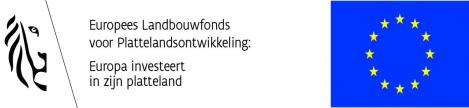 Europees Landbouwfonds
voor Plattelandsontwikkeling:
Europa investeert
in zijn platteland